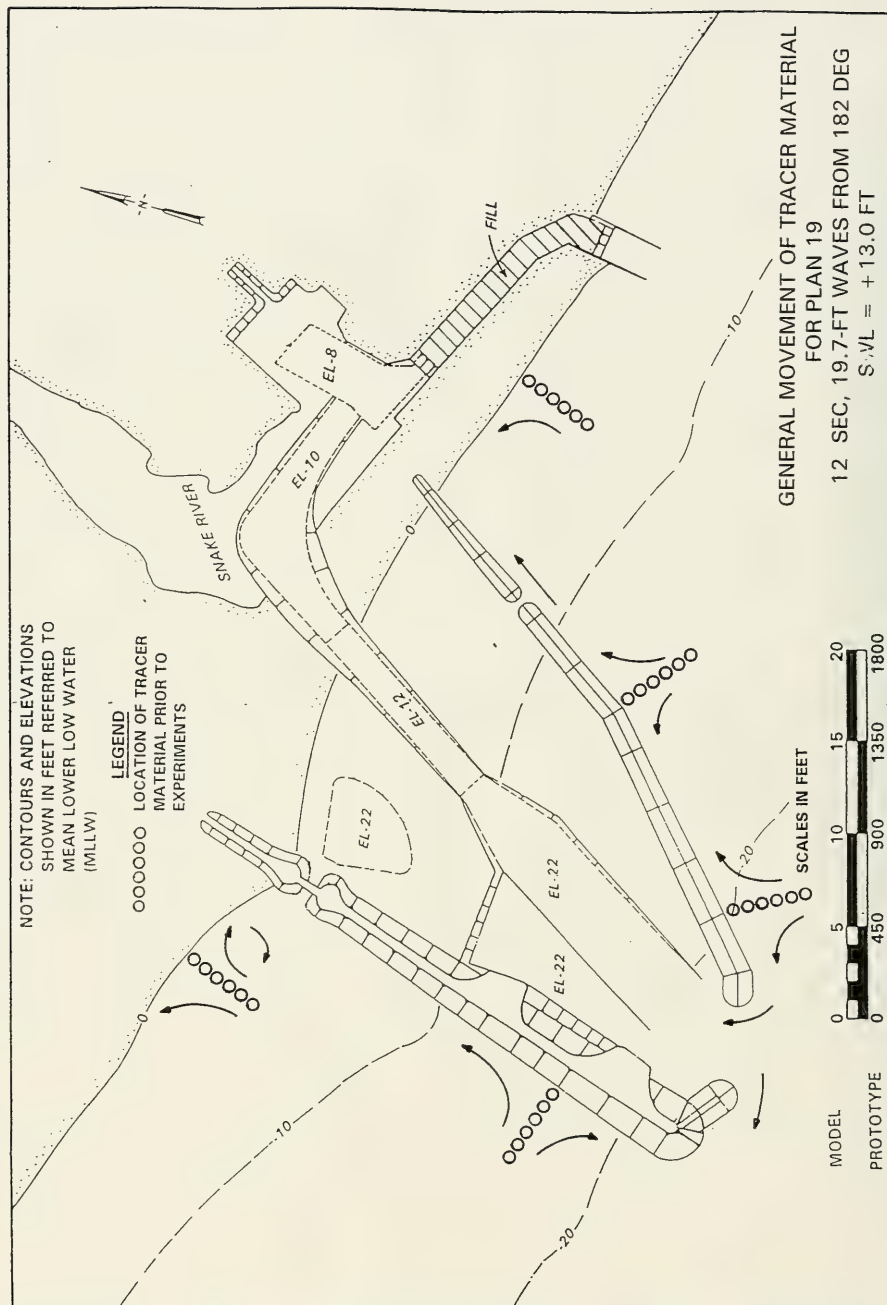 NOTE: CONTOURS AND ELEVATIONS
SHOWN IN FEET REFERRED TO
MEAN LOWER LOW WATER
(MLLW)
LEGEND
OOOOOO LOCATION OF TRACER
MATERIAL PRIOR TO
EXPERIMENTS
-N-
SNAKE RIVER
EL-8
EL-10
FILL
0
EL-12
EL-22
0
EL-22
EL-22
-10
-10
-20
-20
GENERAL MOVEMENT OF TRACER MATERIAL
FOR PLAN 19
12 SEC, 19.7-FT WAVES FROM 182 DEG
S.VL = +13.0 FT
SCALES IN FEET
MODEL 0 5 10 15 20
PROTOTYPE 0 450 900 1350 1800